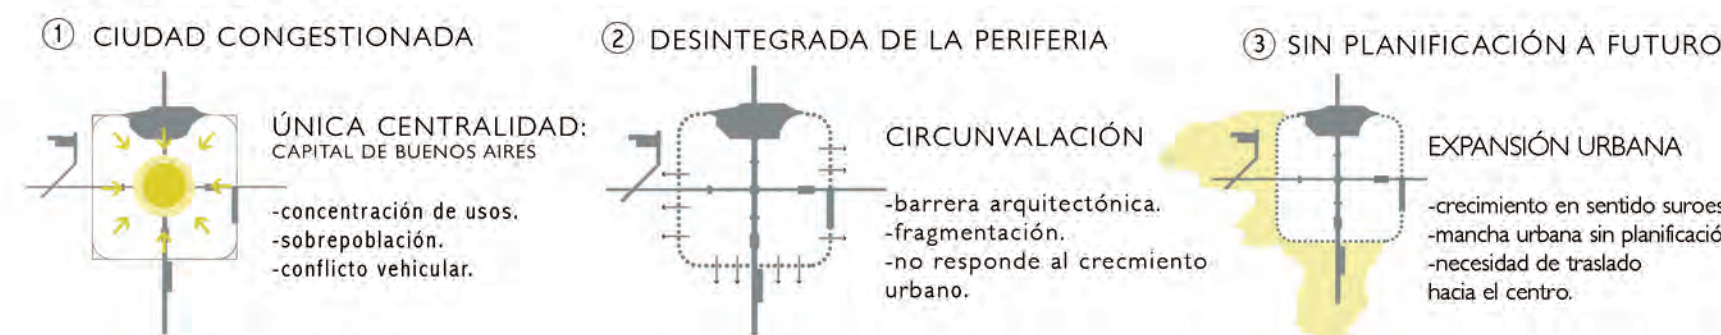 1 CIUDAD CONGESTIONADA
ÚNICA CENTRALIDAD:
CAPITAL DE BUENOS AIRES
-concentración de usos.
-sobrepoblación.
-conflicto vehicular.
2 DESINTEGRADA DE LA PERIFERIA
CIRCUNVALACIÓN
-barrera arquitectónica.
-fragmentación.
-no responde al crecmiento
urbano.
3 SIN PLANIFICACIÓN A FUTURO
EXPANSIÓN URBANA
-crecimiento en sentido suroes
-mancha urbana sin planificació
-necesidad de traslado
hacia el centro.